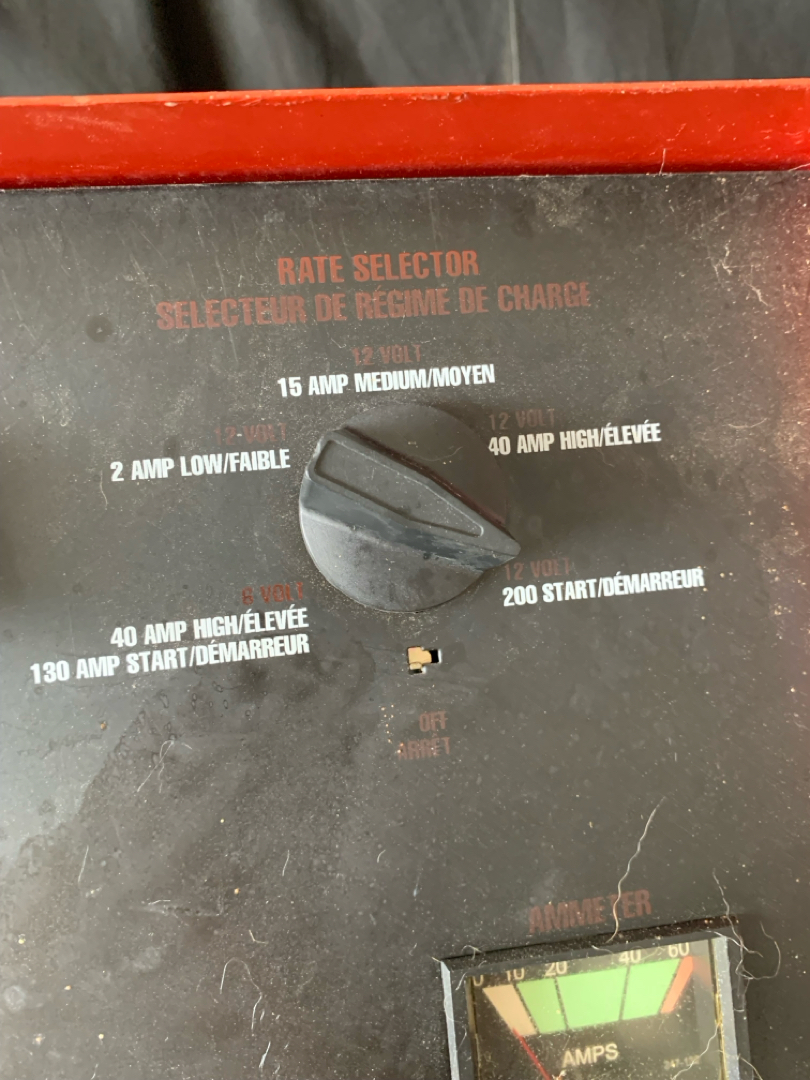 RATE SELECTOR
SELECTEUR DE RÉGIME DE CHARGE
12 VOLT
15 AMP MEDIUM/MOYEN
12 VOLT
40 AMP HIGH/ÉLEVÉE
12 VOLT
2 AMP LOW/FAIBLE
12 VOLT
200 START/DÉMARREUR
6 VOLT
40 AMP HIGH/ÉLEVÉE
130 AMP START/DÉMARREUR
OFF
ARRÊT
AMMETER
0 10 20 40 60
AMPS